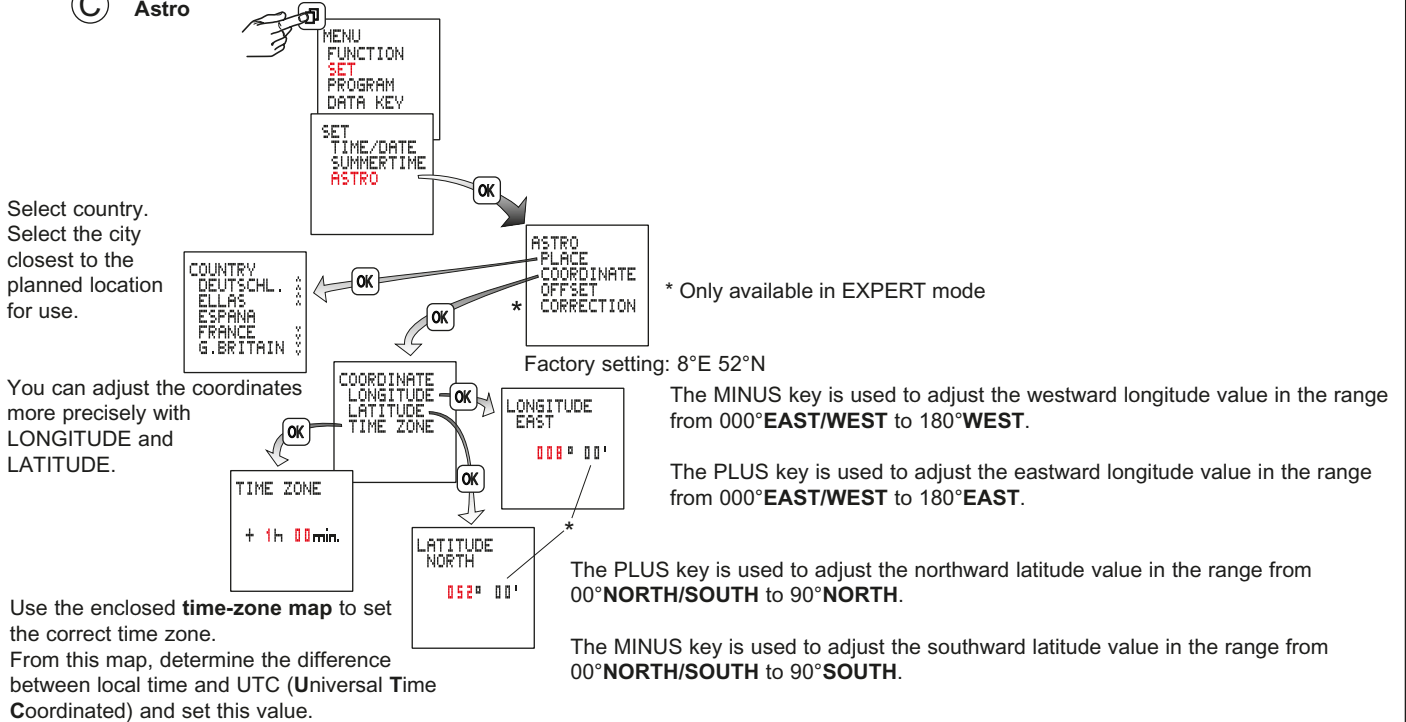 C Astro
MENU
FUNCTION
SET
PROGRAM
DATA KEY
SET
TIME/DATE
SUMMERTIME
ASTRO
OK
Select country.
Select the city
closest to the
planned location
for use.
COUNTRY
DEUTSCHL.
ELLAS
ESPANA
FRANCE
G.BRITAIN
OK
ASTRO
PLACE
COORDINATE
OFFSET
* CORRECTION
* Only available in EXPERT mode
OK
Factory setting: 8°E 52°N
You can adjust the coordinates
more precisely with
LONGITUDE and
LATITUDE.
COORDINATE
LONGITUDE
LATITUDE
TIME ZONE
OK
OK
OK
LONGITUDE
EAST
008° 00'
*
The MINUS key is used to adjust the westward longitude value in the range
from 000°EAST/WEST to 180°WEST.
The PLUS key is used to adjust the eastward longitude value in the range
from 000°EAST/WEST to 180°EAST.
TIME ZONE
+ 1h 00min.
LATITUDE
NORTH
052° 00'
The PLUS key is used to adjust the northward latitude value in the range from
00°NORTH/SOUTH to 90°NORTH.
The MINUS key is used to adjust the southward latitude value in the range from
00°NORTH/SOUTH to 90°SOUTH.
Use the enclosed time-zone map to set
the correct time zone.
From this map, determine the difference
between local time and UTC (Universal Time
Coordinated) and set this value.